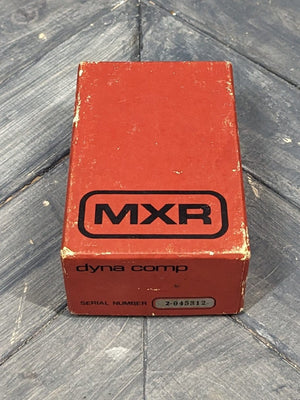 MXR
dyna comp
SERIAL NUMBER 2-045312